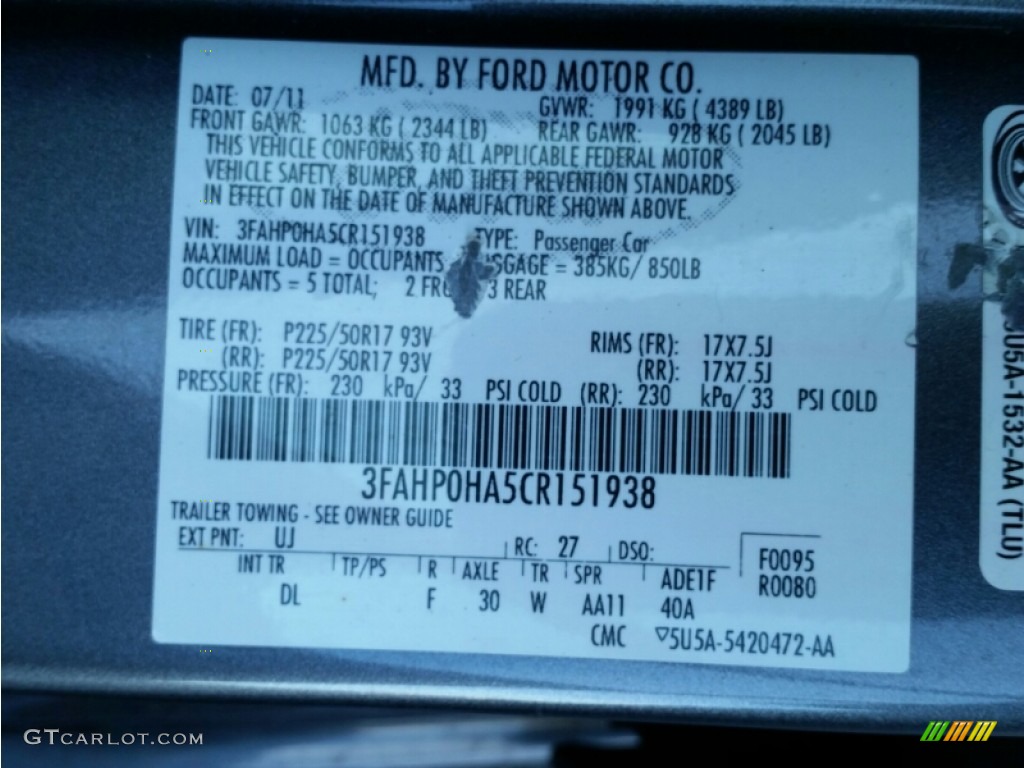 MFD. BY FORD MOTOR CO.
DATE: 07/11 GVWR: 1991 KG ( 4389 LB)
FRONT GAWR: 1063 KG ( 2344 LB) REAR GAWR: 928 KG ( 2045 LB)
THIS VEHICLE CONFORMS TO ALL APPLICABLE FEDERAL MOTOR
VEHICLE SAFETY, BUMPER, AND THEFT PREVENTION STANDARDS
IN EFFECT ON THE DATE OF MANUFACTURE SHOWN ABOVE.
VIN: 3FAHP0HA5CR151938 TYPE: Passenger Car
MAXIMUM LOAD = OCCUPANTS = 385KG/ 850LB
OCCUPANTS = 5 TOTAL; 2 3 REAR
TIRE (FR): P225/50R17 93V RIMS (FR): 17X7.5J
(RR): P225/50R17 93V (RR): 17X7.5J
PRESSURE (FR): 230 kPa/ 33 PSI COLD (RR): 230 kPa/ 33 PSI COLD
3FAHP0HA5CR151938
TRAILER TOWING - SEE OWNER GUIDE
EXT PNT: UJ RC: 27 DSO: F0095
INT TR TP/PS R AXLE TR SPR ADE1F R0080
DL F 30 W AA11 40A
CMC 5U5A-5420472-AA
5U5A-1532-AA (TLU)
GTCARLOT.COM